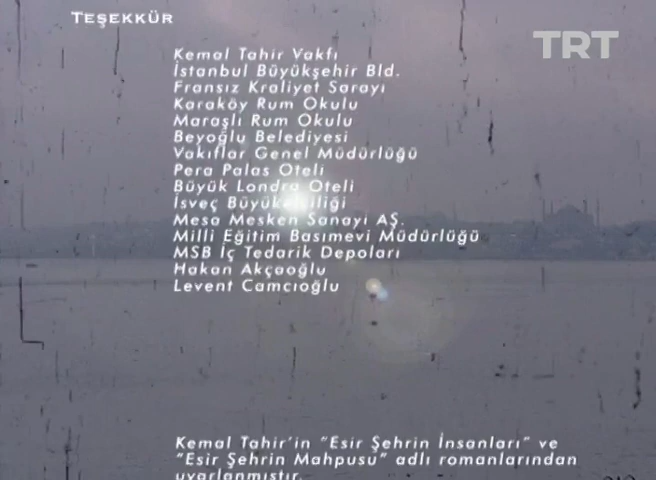 TEŞEKKÜR
TRT
Kemal Tahir Vakfı
İstanbul Büyükşehir Bld.
Fransız Kraliyet Sarayı
Karaköy Rum Okulu
Maraşlı Rum Okulu
Beyoğlu Belediyesi
Vakıflar Genel Müdürlüğü
Pera Palas Oteli
Büyük Londra Oteli
İsveç Büyükelçiliği
Mesa Mesken Sanayi AŞ.
Milli Eğitim Basımevi Müdürlüğü
MSB İç Tedarik Depoları
Hakan Akçaoğlu
Levent Camcıoğlu
Kemal Tahir'in "Esir Şehrin İnsanları" ve
"Esir Şehrin Mahpusu" adlı romanlarından
uyarlanmıştır.